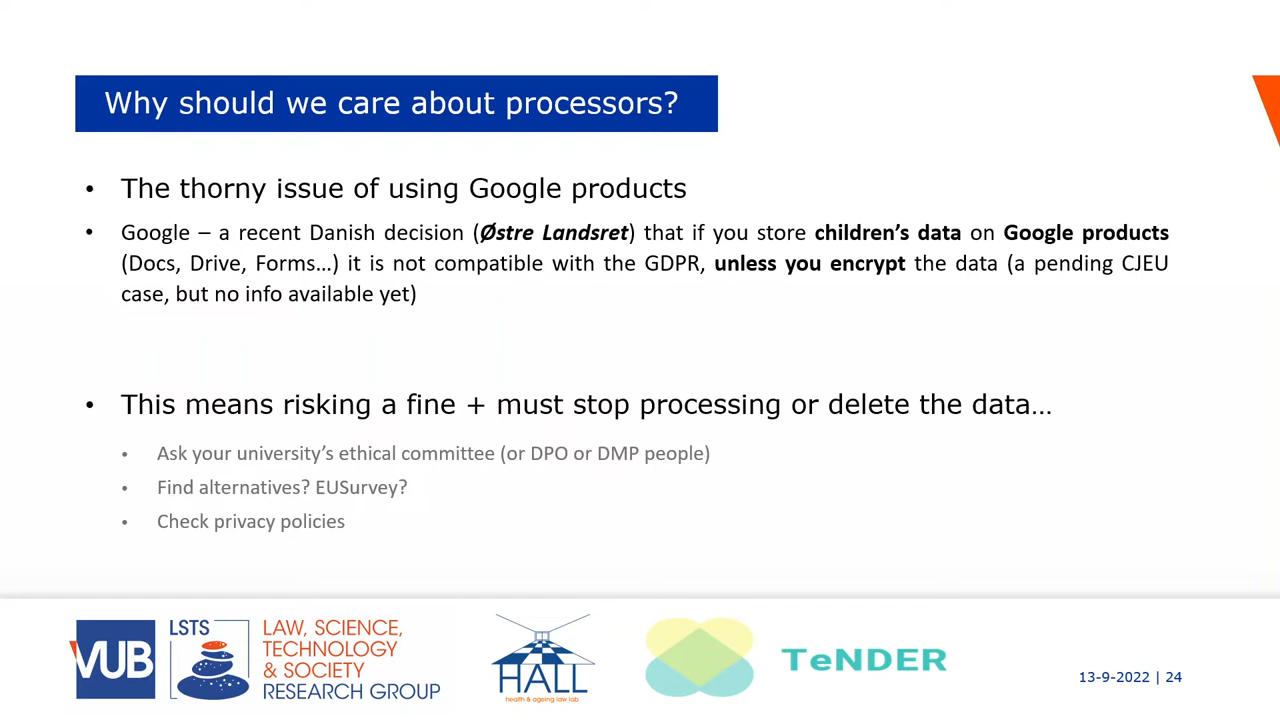 Why should we care about processors?
• The thorny issue of using Google products
• Google – a recent Danish decision (Østre Landsret) that if you store children's data on Google products
(Docs, Drive, Forms…) it is not compatible with the GDPR, unless you encrypt the data (a pending CJEU
case, but no info available yet)
• This means risking a fine + must stop processing or delete the data…
• Ask your university's ethical committee (or DPO or DMP people)
• Find alternatives? EUSurvey?
• Check privacy policies
VUB
LSTS
LAW, SCIENCE,
TECHNOLOGY
& SOCIETY
RESEARCH GROUP
HALL
health & ageing law lab
TeNDER
13-9-2022 | 24